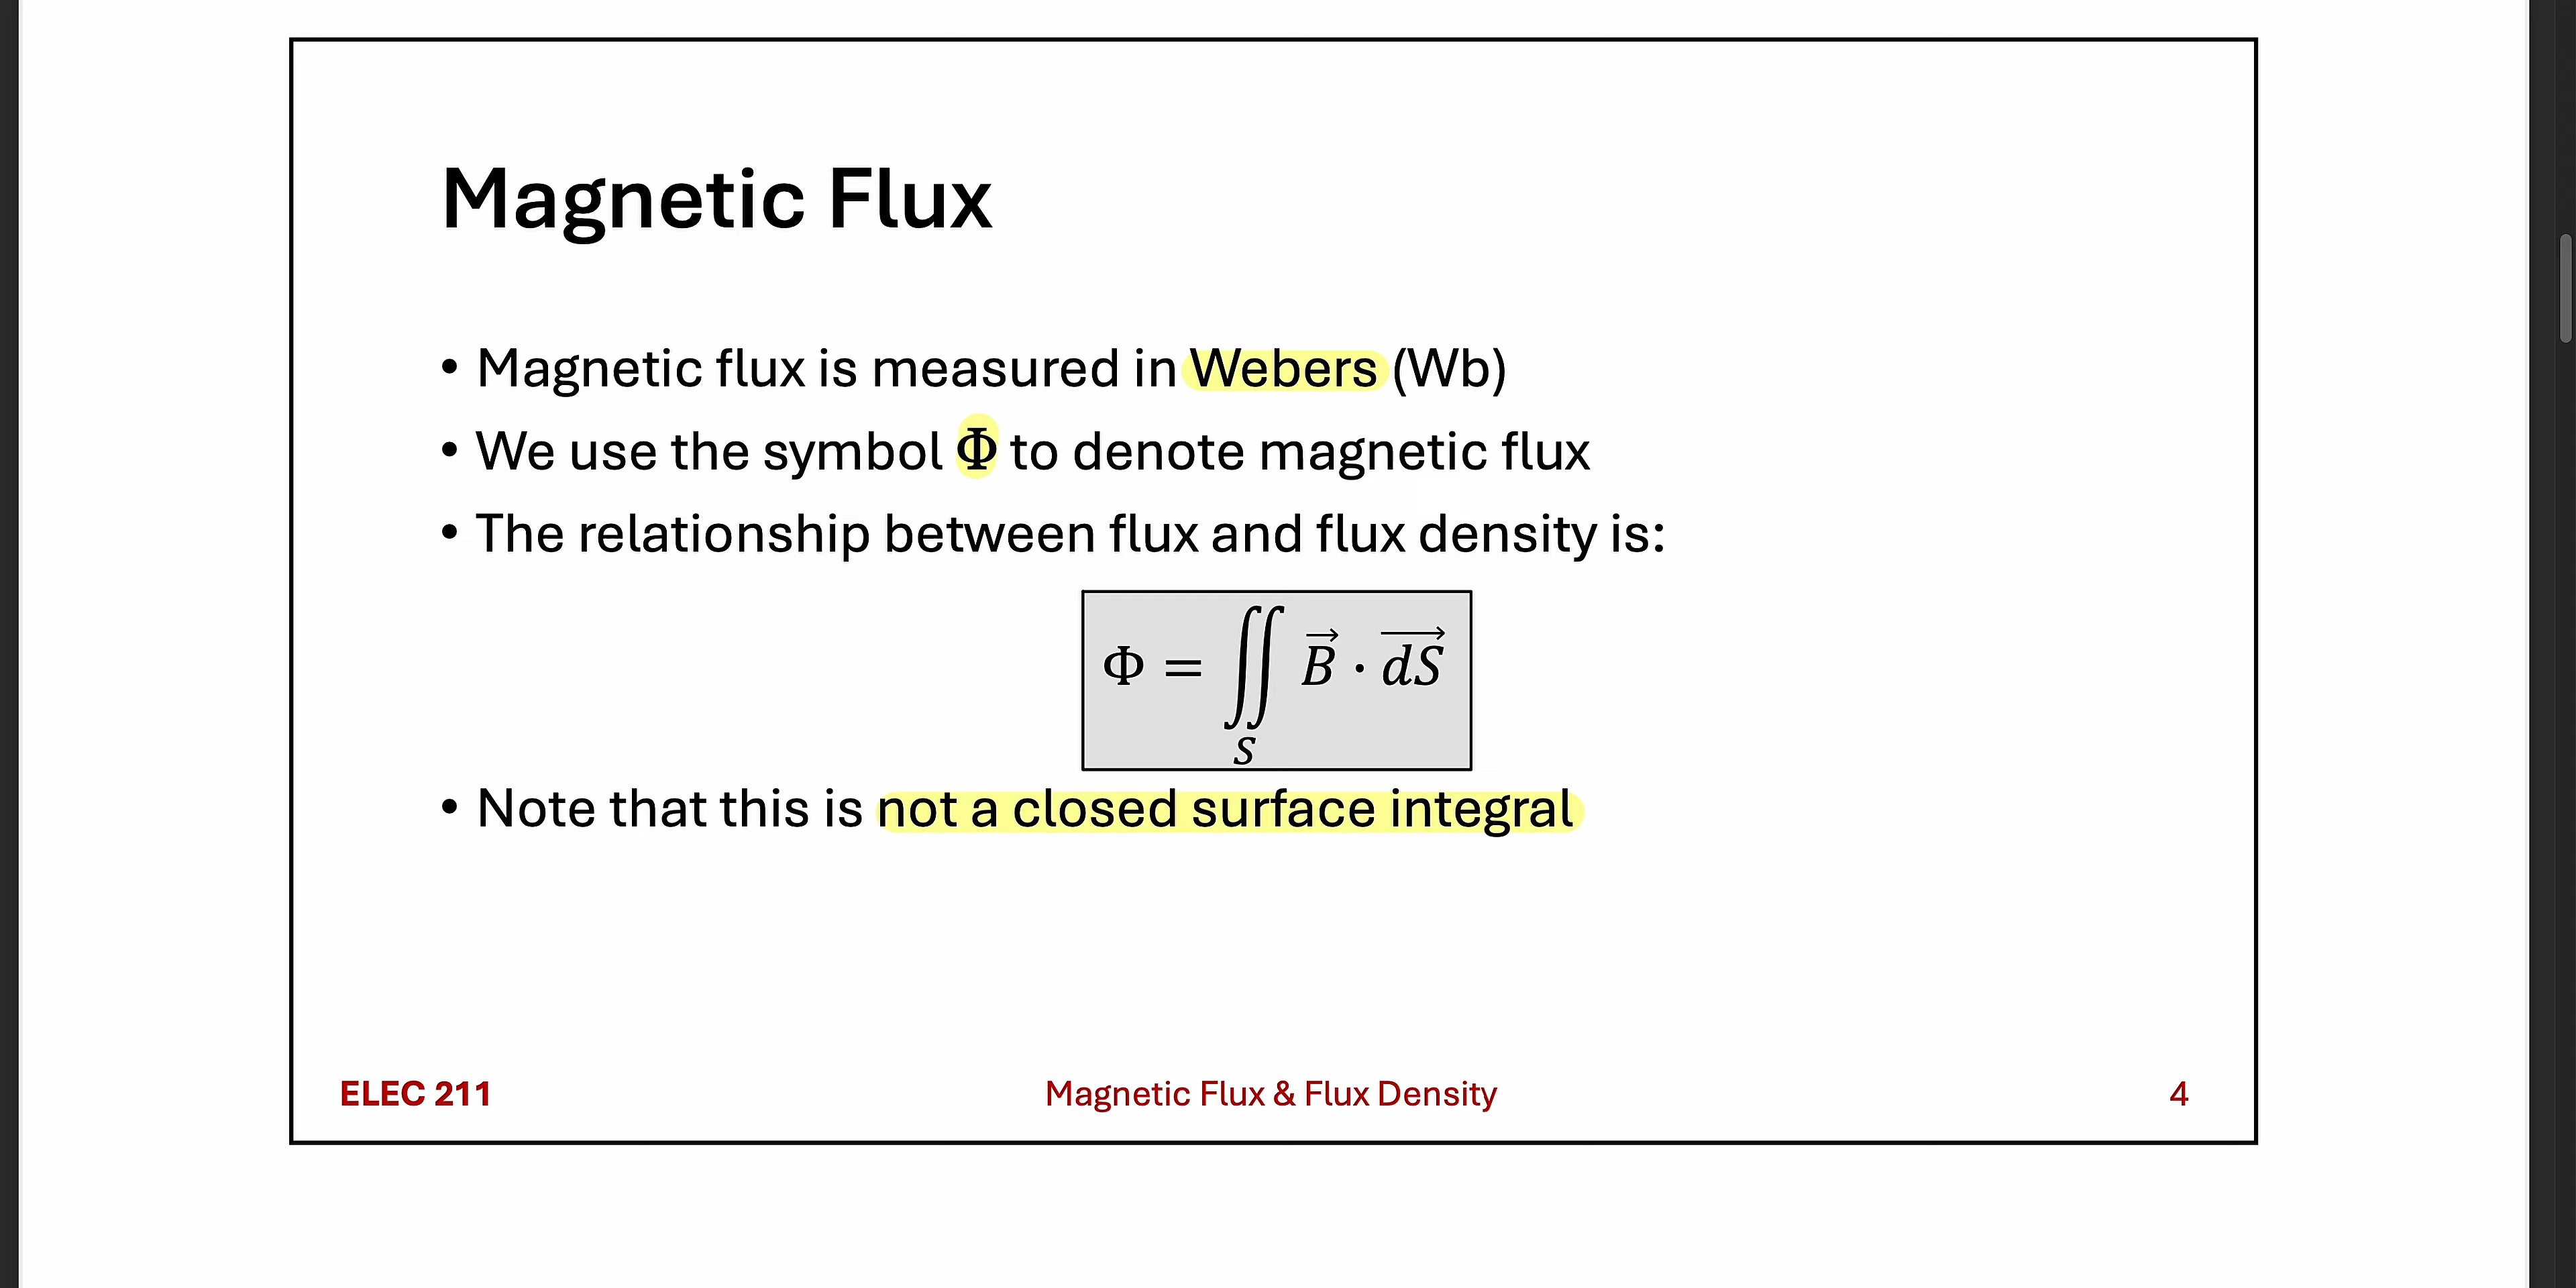 Magnetic Flux
• Magnetic flux is measured in Webers (Wb)
• We use the symbol Φ to denote magnetic flux
• The relationship between flux and flux density is:
Φ = ∬_S B⃗ · d⃗S⃗
• Note that this is not a closed surface integral
ELEC 211 Magnetic Flux & Flux Density 4